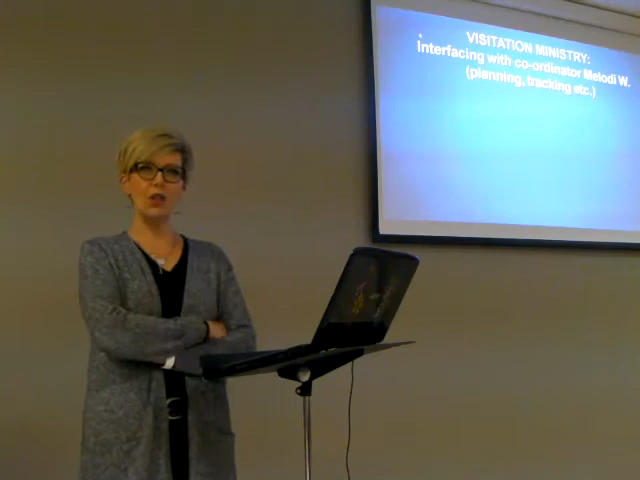 VISITATION MINISTRY:
Interfacing with co-ordinator Melodi W.
(planning, tracking etc.)